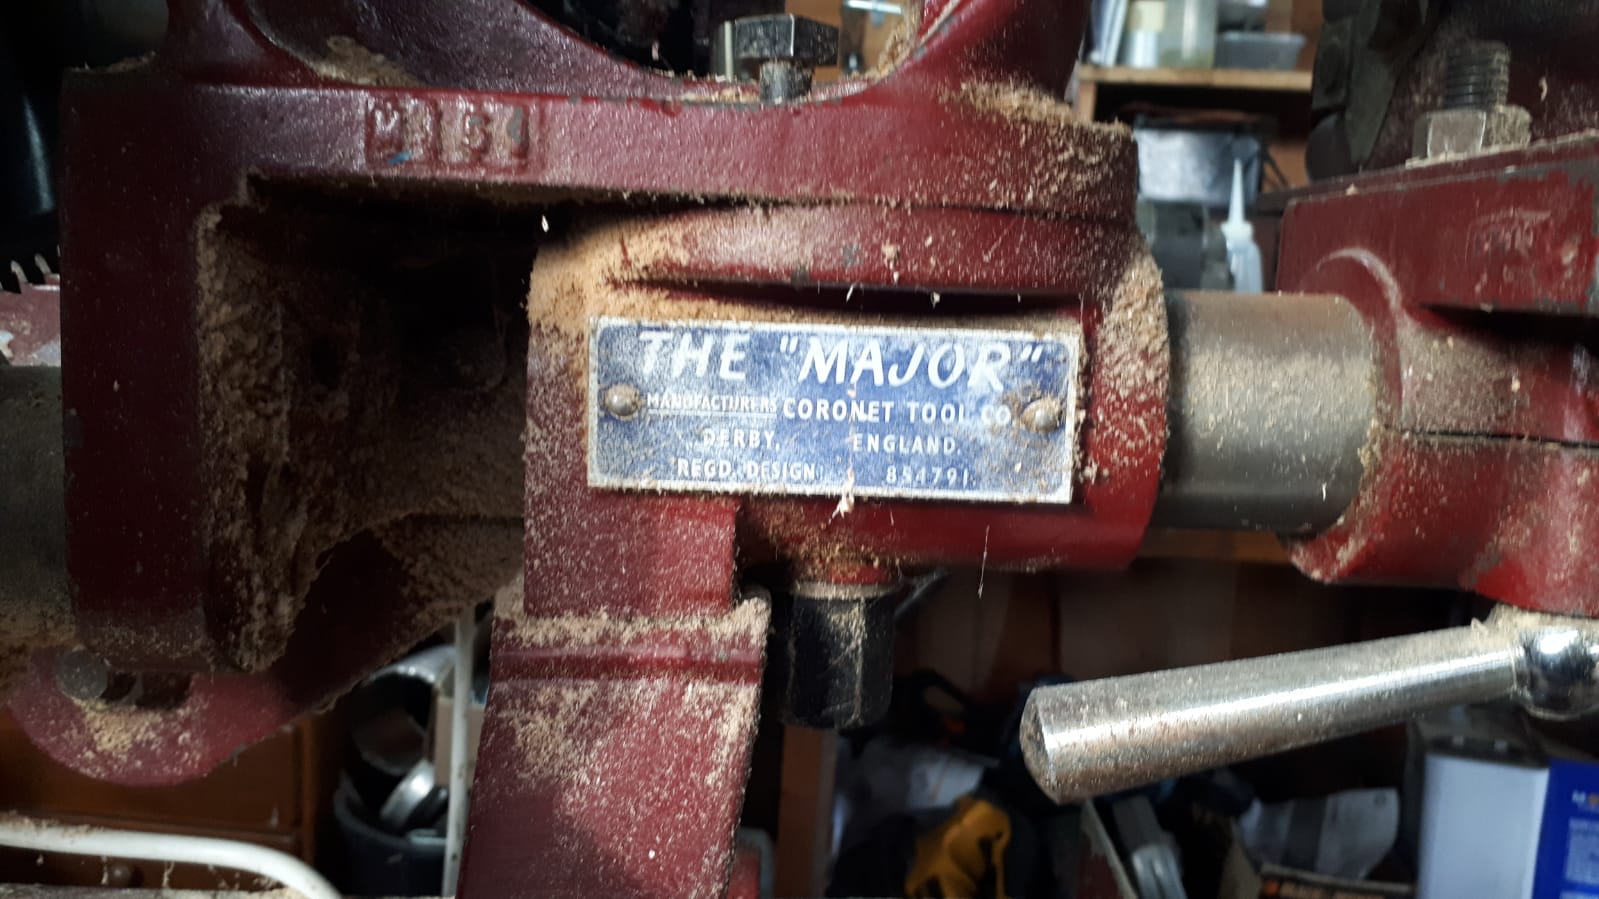 THE "MAJOR"
MANUFACTURERS CORONET TOOL CO
DERBY, ENGLAND.
REGD. DESIGN 854791.